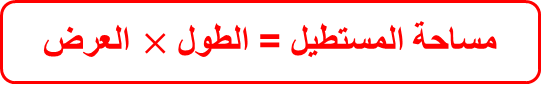 مساحة المستطيل = الطول × العرض